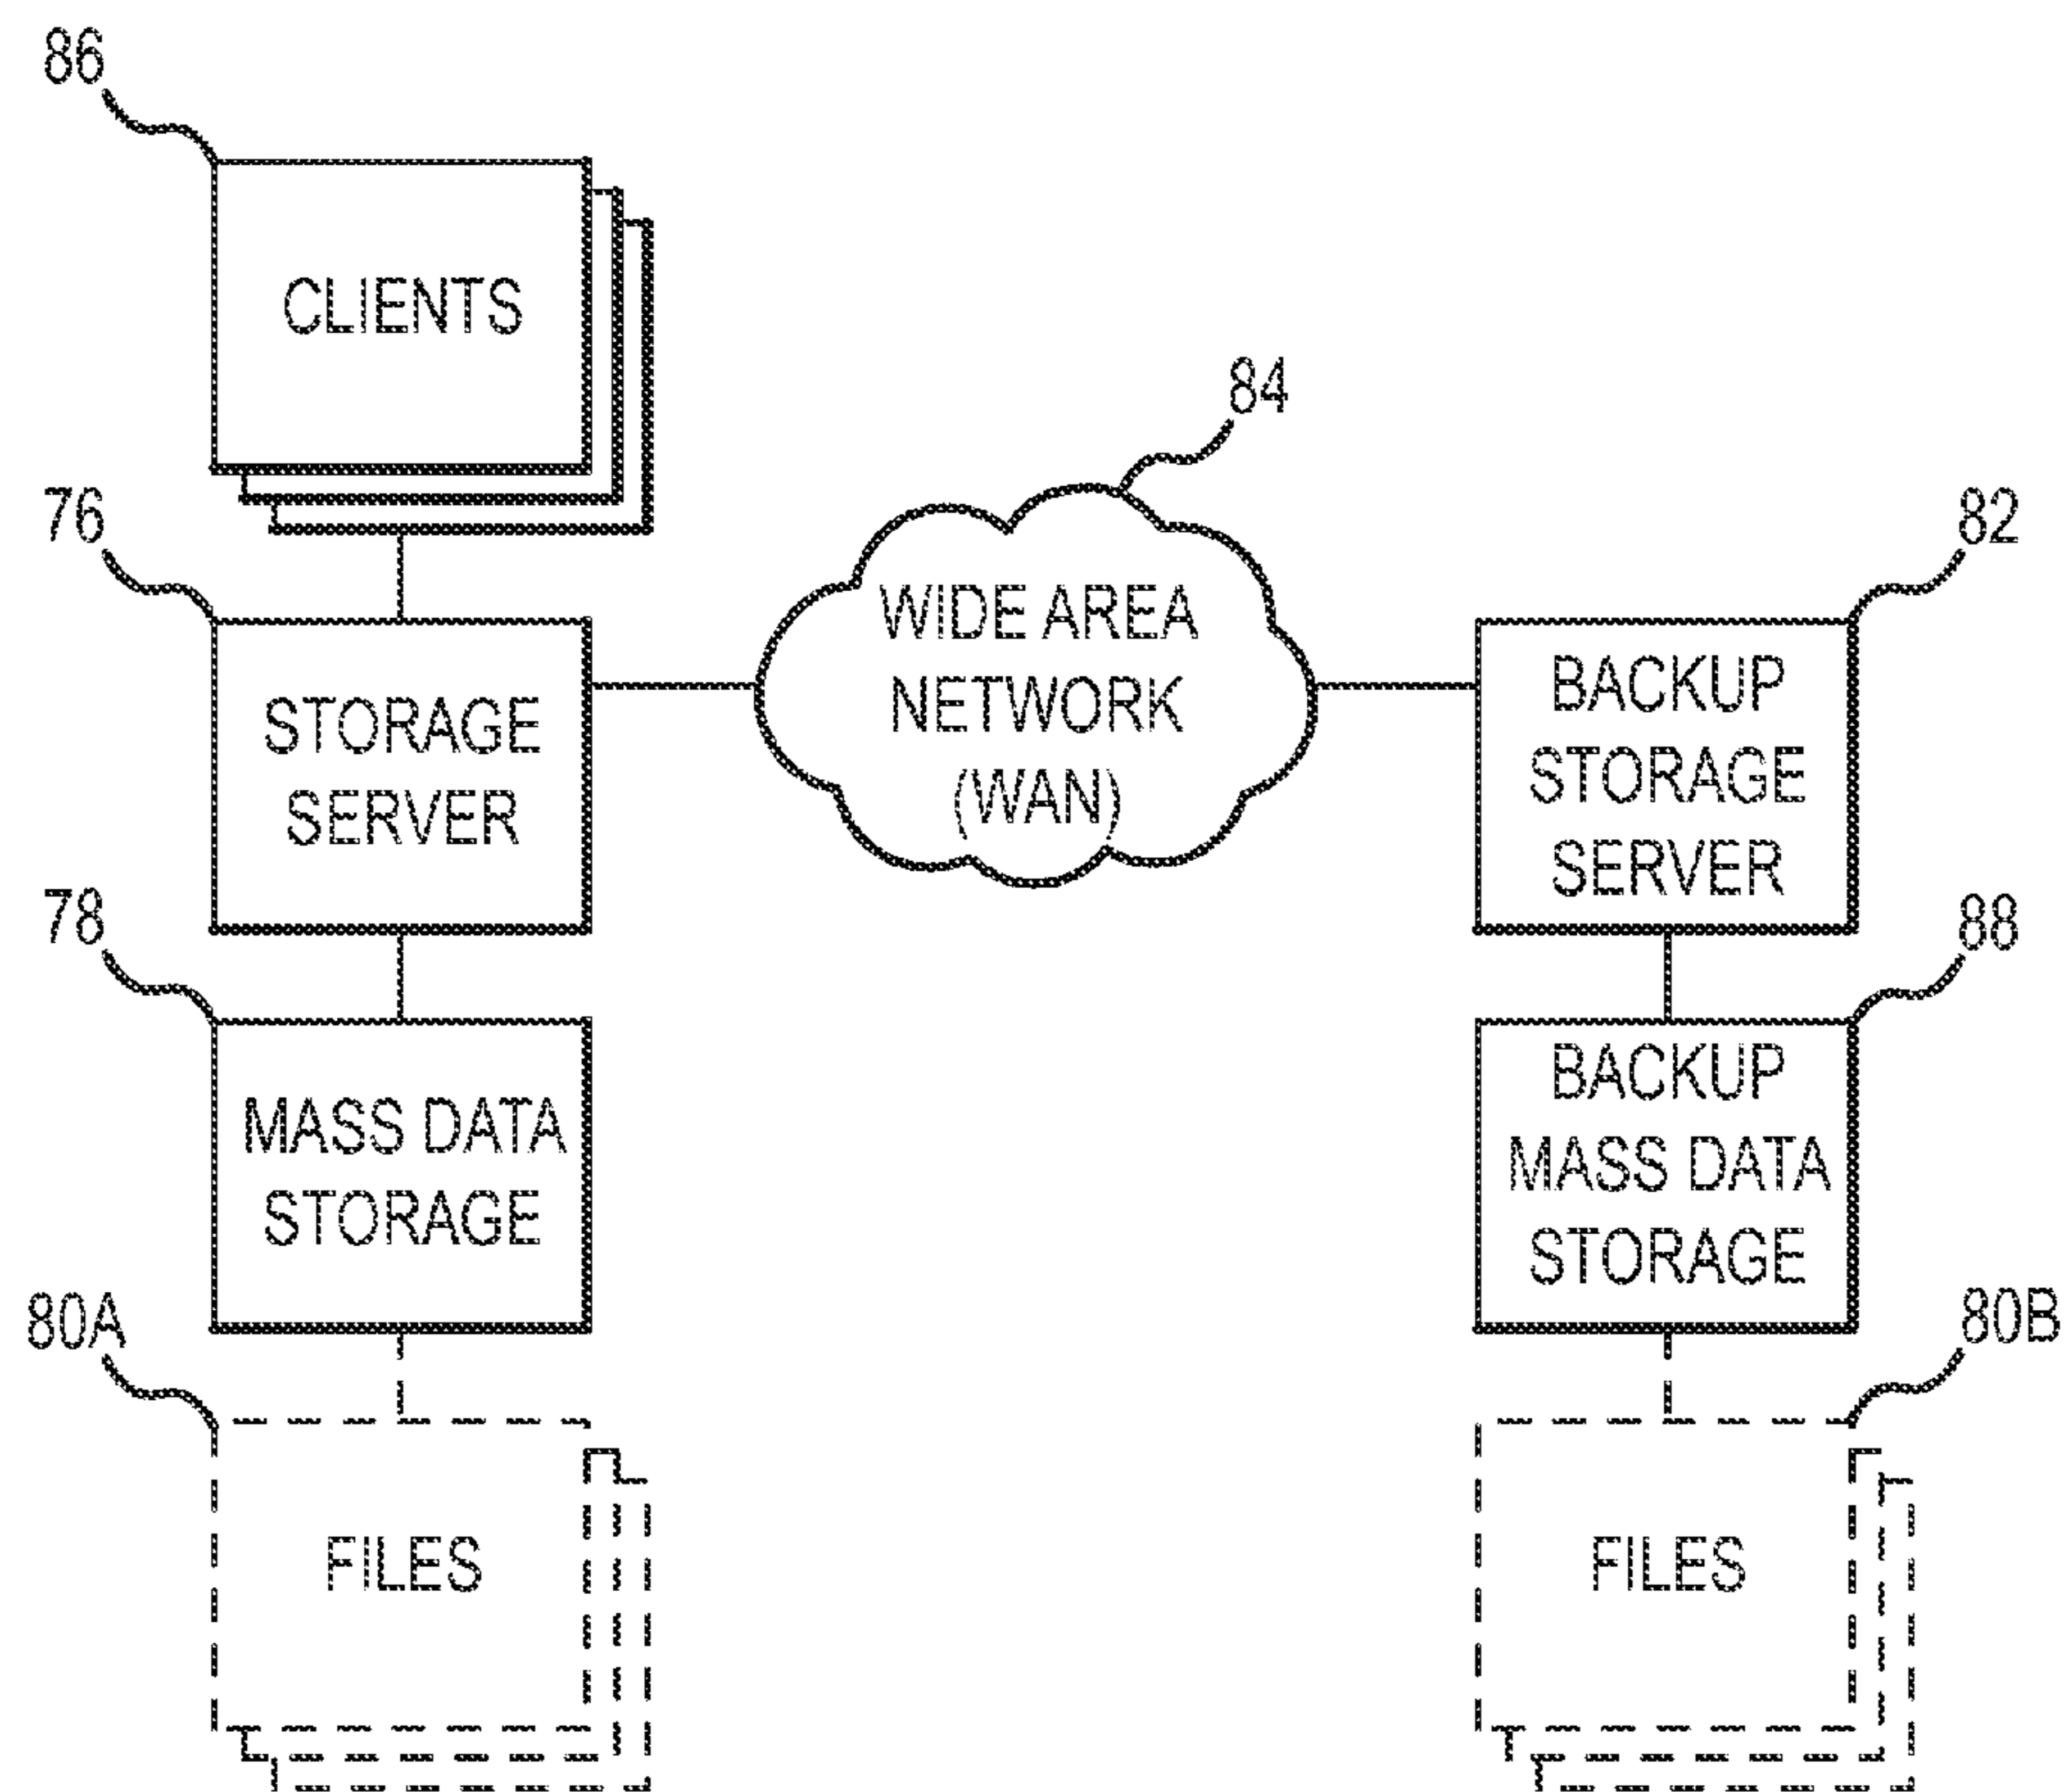 86
CLIENTS
84
76
82
WIDE AREA
NETWORK
(WAN)
STORAGE
SERVER
BACKUP
STORAGE
SERVER
78
88
MASS DATA
STORAGE
BACKUP
MASS DATA
STORAGE
80A
80B
FILES
FILES